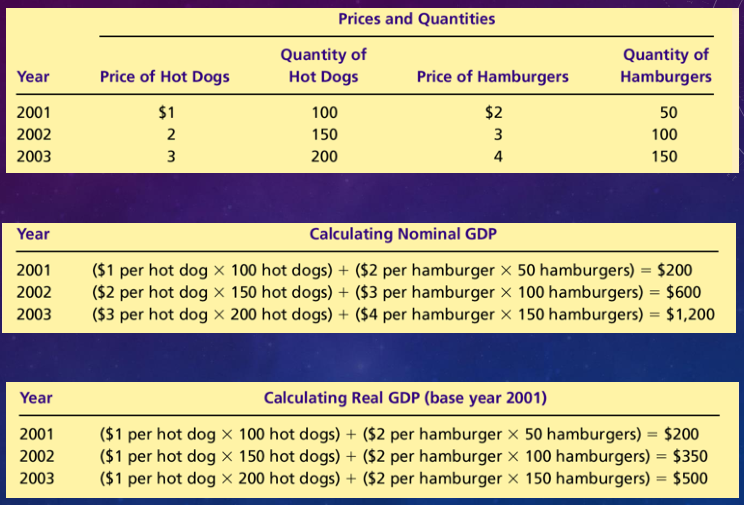 Prices and Quantities
Year Price of Hot Dogs Quantity of Hot Dogs Price of Hamburgers Quantity of Hamburgers
2001 $1 100 $2 50
2002 2 150 3 100
2003 3 200 4 150
Year Calculating Nominal GDP
2001 ($1 per hot dog × 100 hot dogs) + ($2 per hamburger × 50 hamburgers) = $200
2002 ($2 per hot dog × 150 hot dogs) + ($3 per hamburger × 100 hamburgers) = $600
2003 ($3 per hot dog × 200 hot dogs) + ($4 per hamburger × 150 hamburgers) = $1,200
Year Calculating Real GDP (base year 2001)
2001 ($1 per hot dog × 100 hot dogs) + ($2 per hamburger × 50 hamburgers) = $200
2002 ($1 per hot dog × 150 hot dogs) + ($2 per hamburger × 100 hamburgers) = $350
2003 ($1 per hot dog × 200 hot dogs) + ($2 per hamburger × 150 hamburgers) = $500